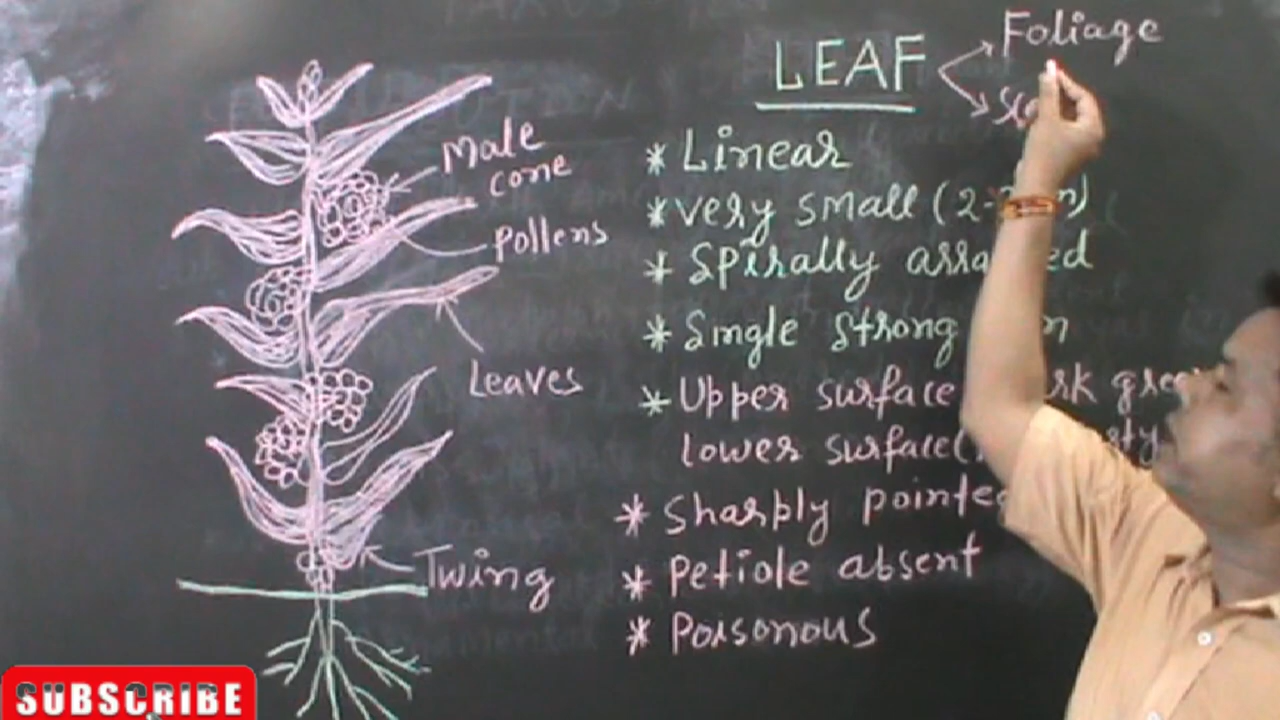 LEAF
Foliage
Male
cone
Pollens
Leaves
Twing
* Linear
* very small (2-
* Spirally
* Single strong
* Upper surface
lower surface(
* Sharply
* Petiole absent
* Poisonous
SUBSCRIBE